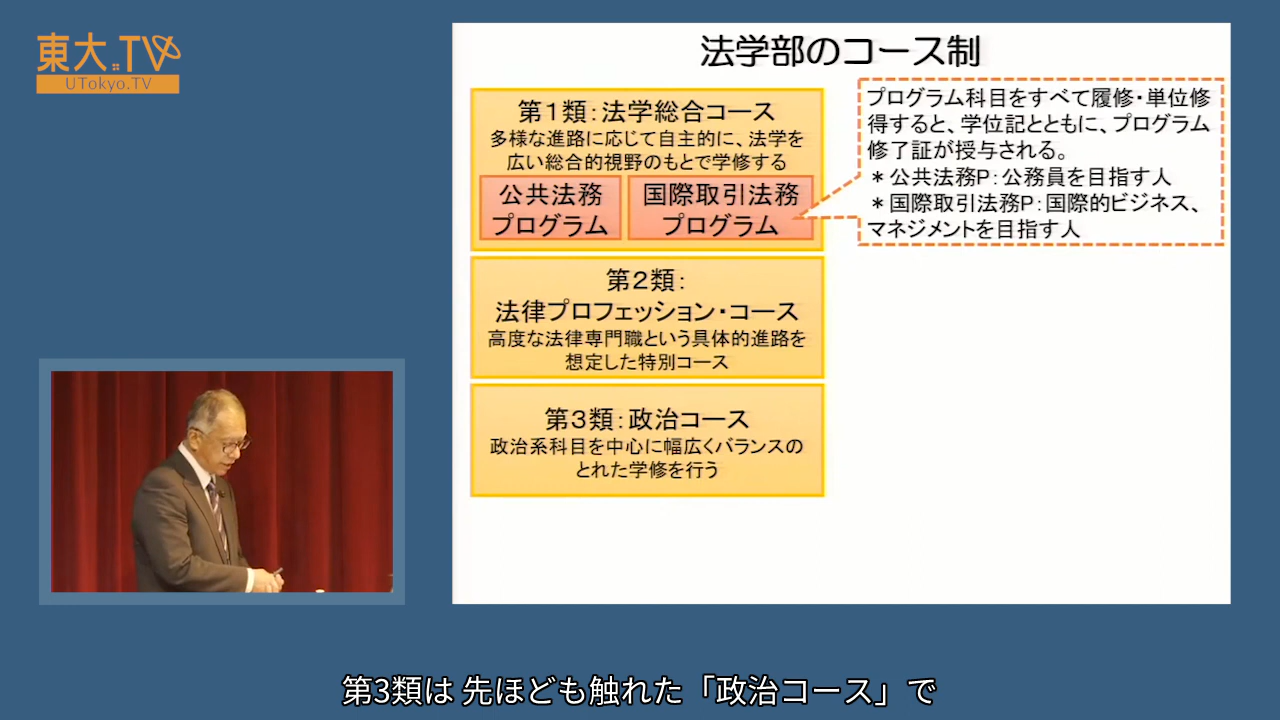 東大TV
UTokyo.TV
法学部のコース制
第1類：法学総合コース
多様な進路に応じて自主的に、法学を
広い総合的視野のもとで学修する
公共法務
プログラム
国際取引法務
プログラム
プログラム科目をすべて履修・単位修
得すると、学位記とともに、プログラム
修了証が授与される。
＊公共法務P：公務員を目指す人
＊国際取引法務P：国際的ビジネス、
マネジメントを目指す人
第2類：
法律プロフェッション・コース
高度な法律専門職という具体的進路を
想定した特別コース
第3類：政治コース
政治系科目を中心に幅広くバランスの
とれた学修を行う
第3類は 先ほども触れた「政治コース」で